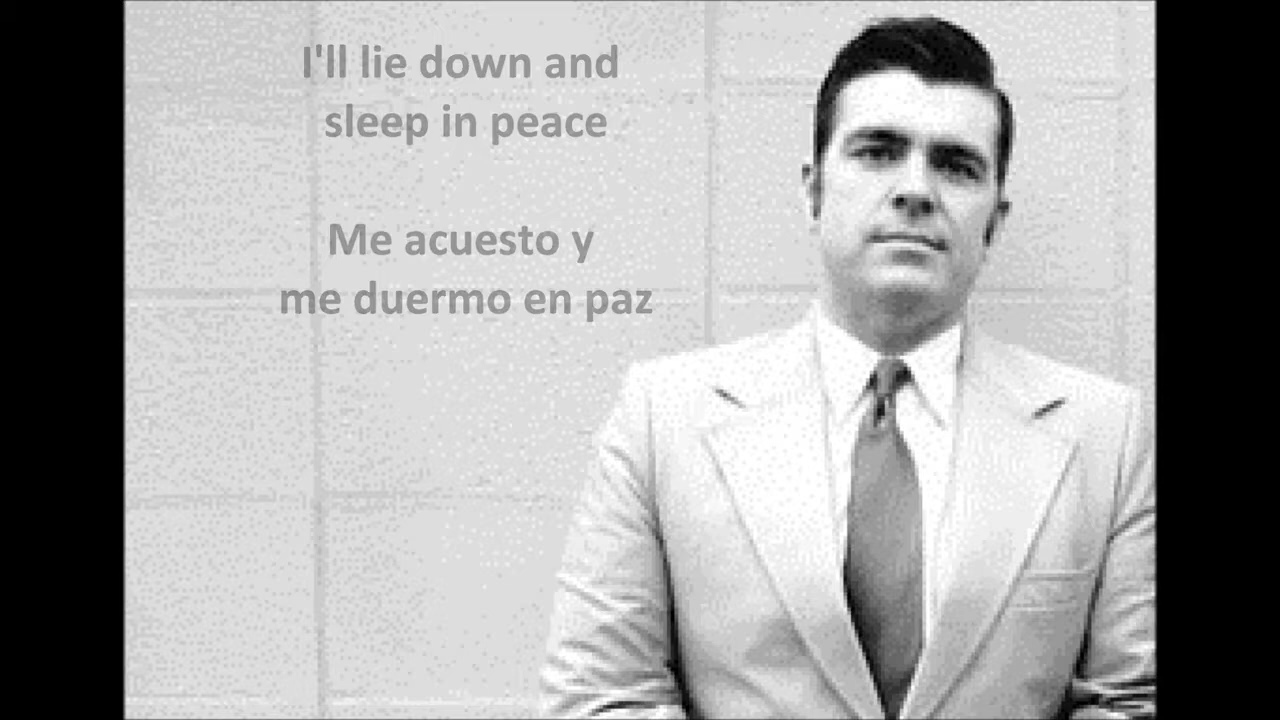 I'll lie down and
sleep in peace
Me acuesto y
me duermo en paz